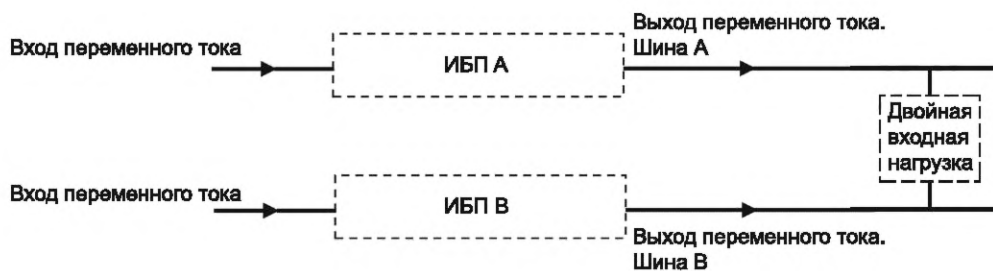 Выход переменного тока.
Шина А
Вход переменного тока
ИБП А
Двойная
входная
нагрузка
Вход переменного тока
ИБП В
Выход переменного тока.
Шина В